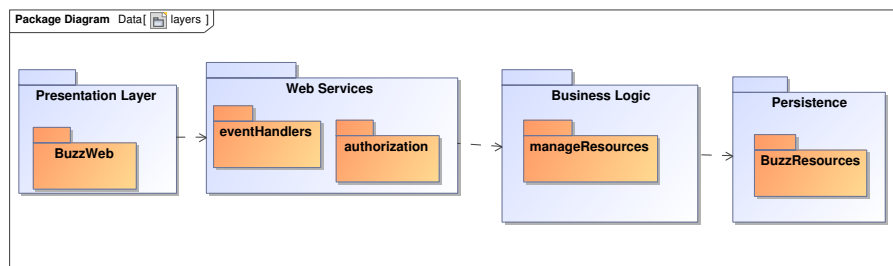 Package Diagram Data[ layers ]
Presentation Layer
BuzzWeb
Web Services
eventHandlers
authorization
Business Logic
manageResources
Persistence
BuzzResources